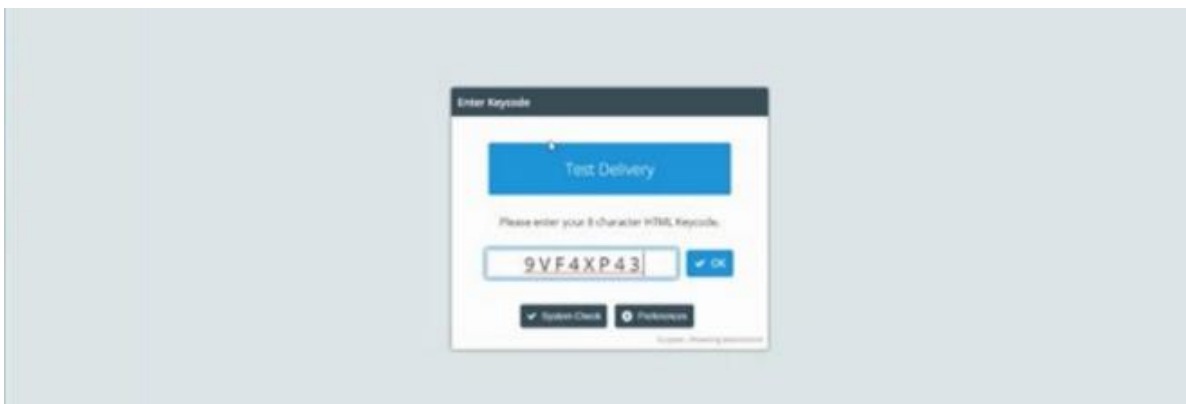 Enter Keycode
Test Delivery
Please enter your 8 character HTML Keycode.
9VF4XP43
OK
System Check
Preferences